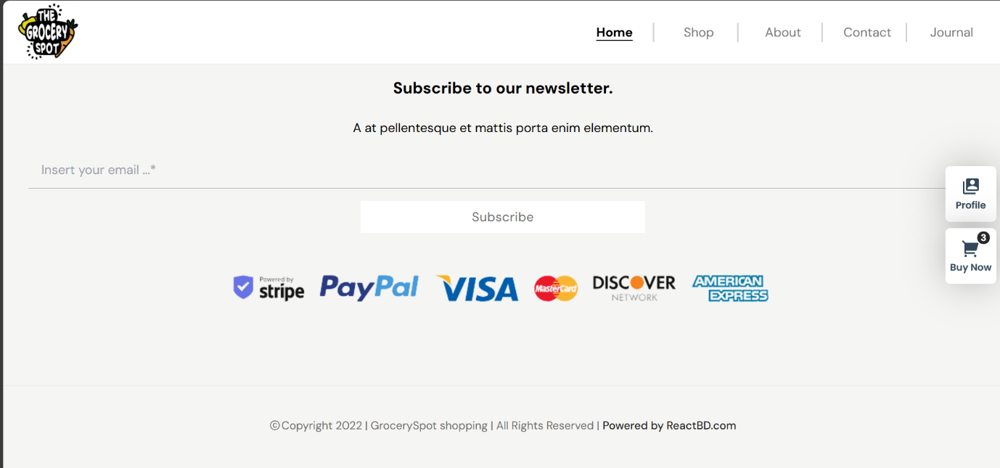 THE
GROCERY
SPOT
Home Shop About Contact Journal
Subscribe to our newsletter.
A at pellentesque et mattis porta enim elementum.
Insert your email ...*
Subscribe
Profile
3
Buy Now
Powered by
stripe
PayPal
VISA
MasterCard
DISCOVER
NETWORK
AMERICAN
EXPRESS
©Copyright 2022 | GrocerySpot shopping | All Rights Reserved | Powered by ReactBD.com